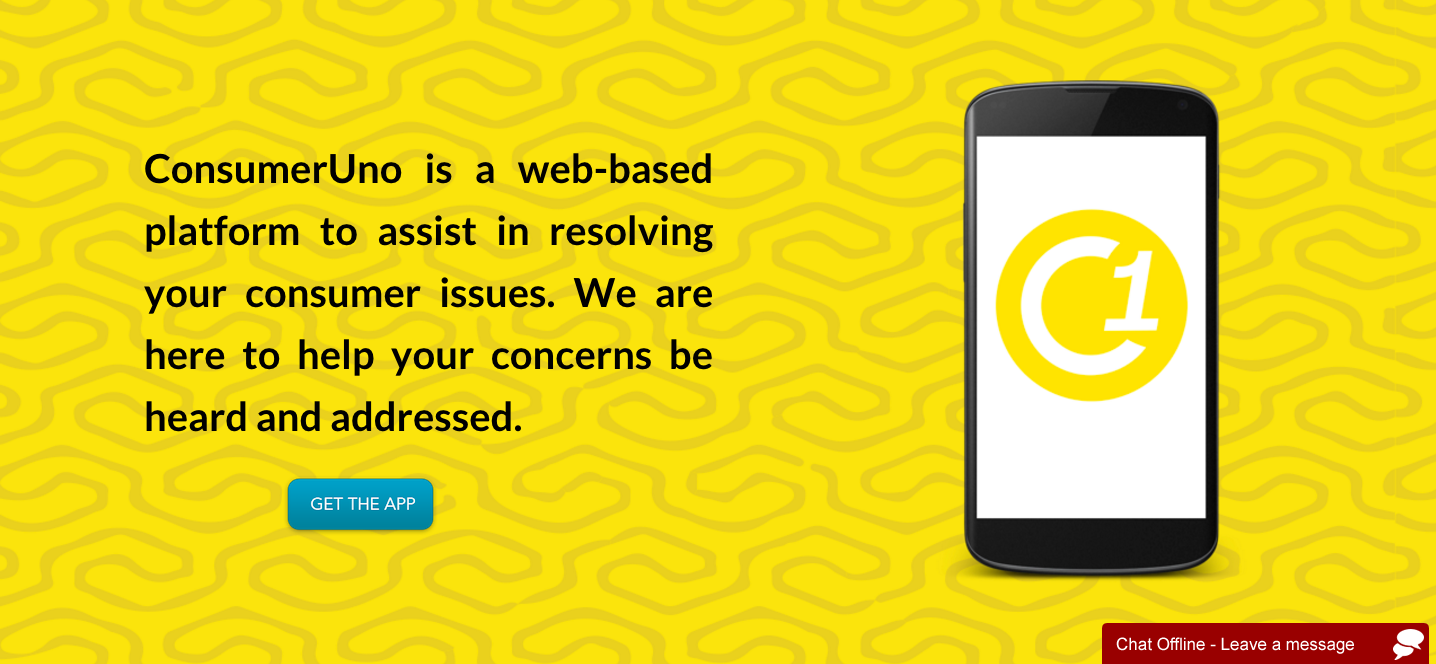 ConsumerUno is a web-based
platform to assist in resolving
your consumer issues. We are
here to help your concerns be
heard and addressed.
GET THE APP
C1
Chat Offline - Leave a message